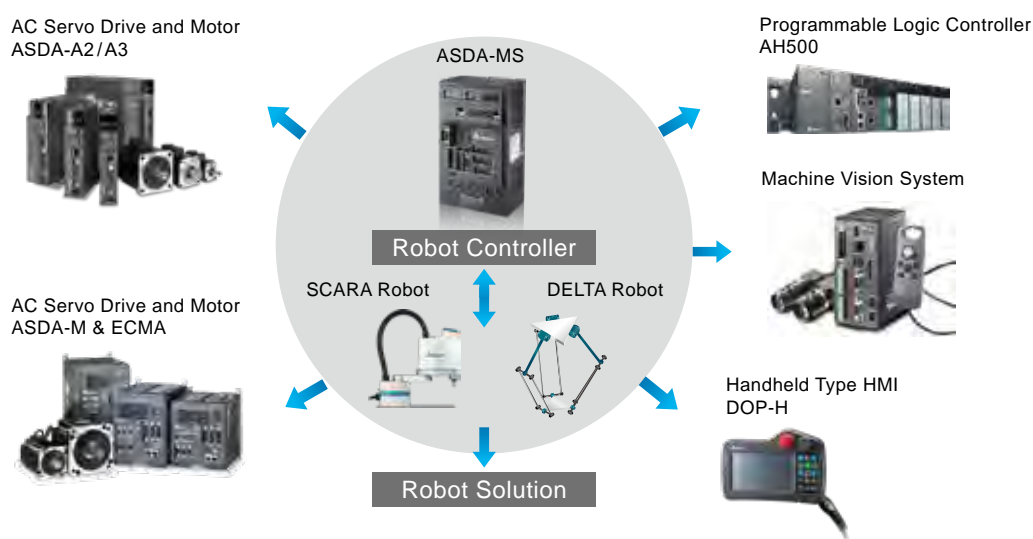 AC Servo Drive and Motor
ASDA-A2/A3
ASDA-MS
Programmable Logic Controller
AH500
Machine Vision System
Robot Controller
SCARA Robot
DELTA Robot
AC Servo Drive and Motor
ASDA-M & ECMA
Handheld Type HMI
DOP-H
Robot Solution